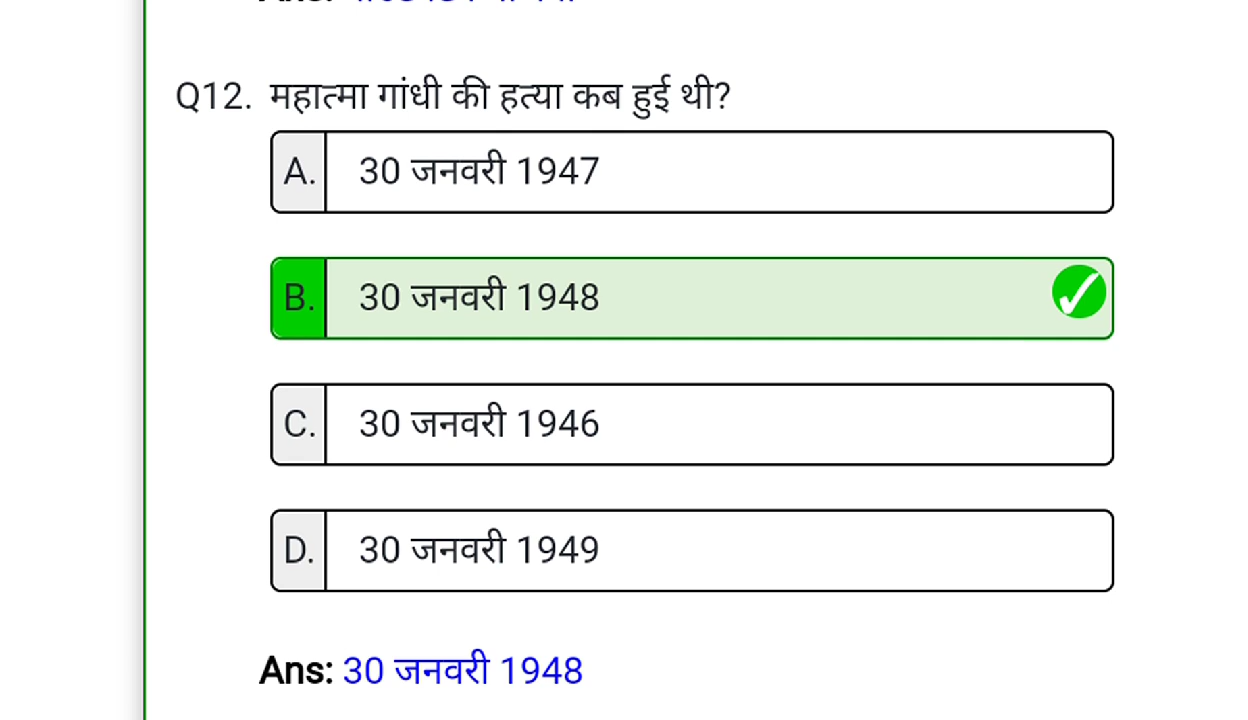 Q12. महात्मा गांधी की हत्या कब हुई थी?
A. 30 जनवरी 1947
B. 30 जनवरी 1948
C. 30 जनवरी 1946
D. 30 जनवरी 1949
Ans: 30 जनवरी 1948